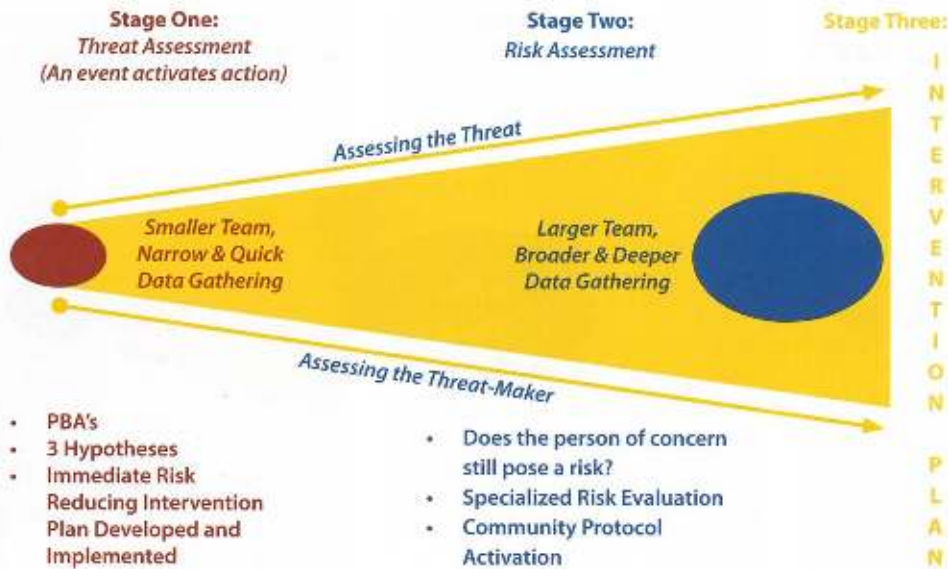 Stage One:
Threat Assessment
(An event activates action)
Stage Two:
Risk Assessment
Stage Three:
INTERVENTION PLAN
Assessing the Threat
Smaller Team,
Narrow & Quick
Data Gathering
Larger Team,
Broader & Deeper
Data Gathering
Assessing the Threat-Maker
• PBA's
• 3 Hypotheses
• Immediate Risk
Reducing Intervention
Plan Developed and
Implemented
• Does the person of concern
still pose a risk?
• Specialized Risk Evaluation
• Community Protocol
Activation